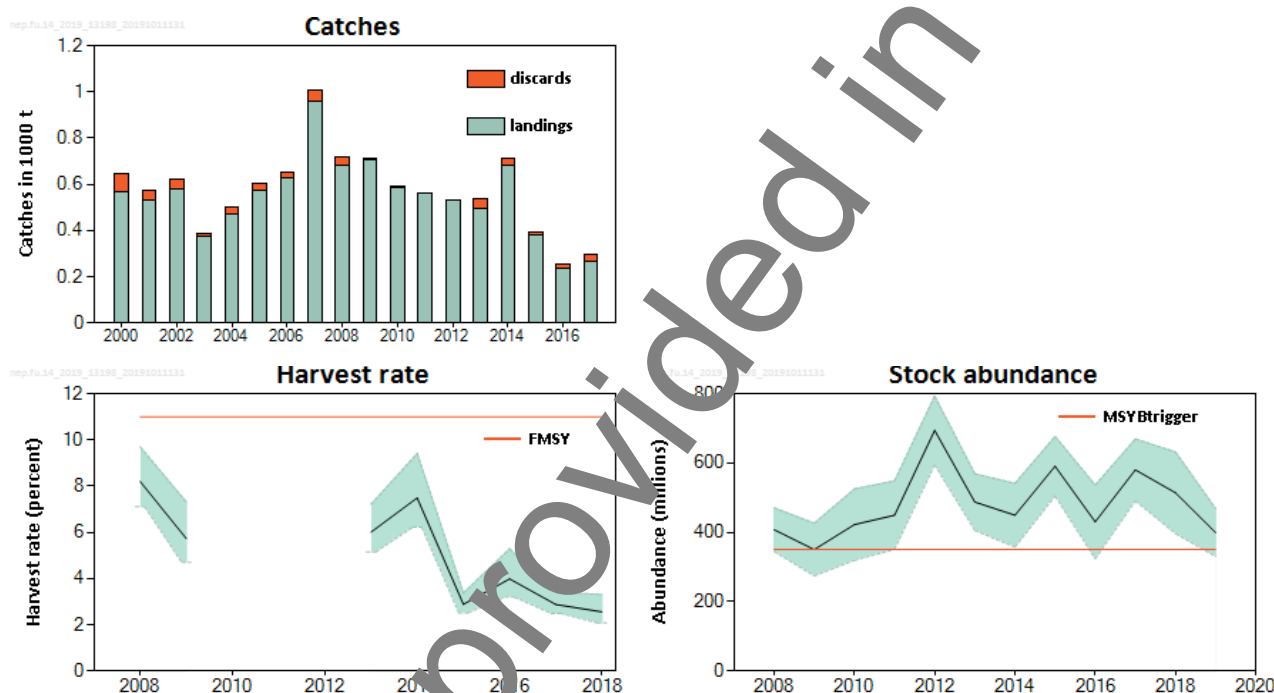 nep.fu.14_2019_13198_20191011131
Catches
1.2
1
0.8
0.6
0.4
0.2
0
Catches in 1000 t
discards
landings
2000 2002 2004 2006 2008 2010 2012 2014 2016
nep.fu.14_2019_13198_20191011131
Harvest rate
12
10
8
6
4
2
0
Harvest rate (percent)
FMSY
2008 2010 2012 2016 2018
Stock abundance
800
600
400
200
0
Abundance (millions)
MSYBtrigger
2008 2010 2012 2014 2016 2018 2020
provided in